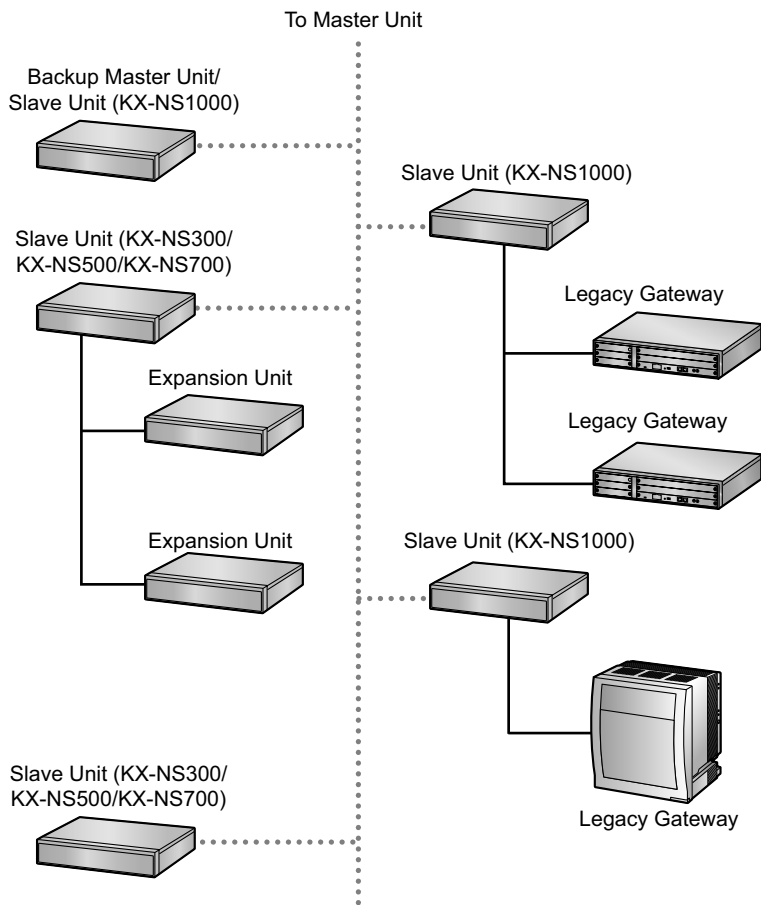 To Master Unit
Backup Master Unit/
Slave Unit (KX-NS1000)
Slave Unit (KX-NS1000)
Slave Unit (KX-NS300/
KX-NS500/KX-NS700)
Legacy Gateway
Expansion Unit
Legacy Gateway
Expansion Unit
Slave Unit (KX-NS1000)
Slave Unit (KX-NS300/
KX-NS500/KX-NS700)
Legacy Gateway